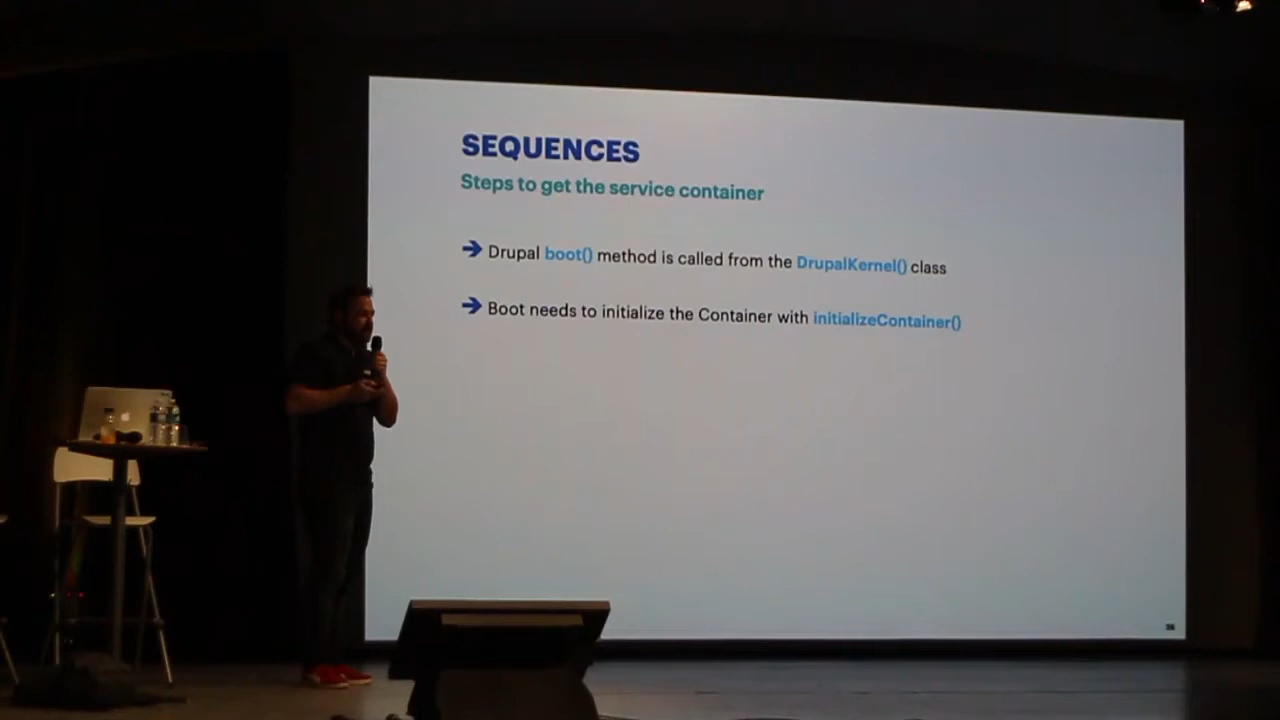 SEQUENCES
Steps to get the service container
➔ Drupal boot() method is called from the DrupalKernel() class
➔ Boot needs to initialize the Container with initializeContainer()